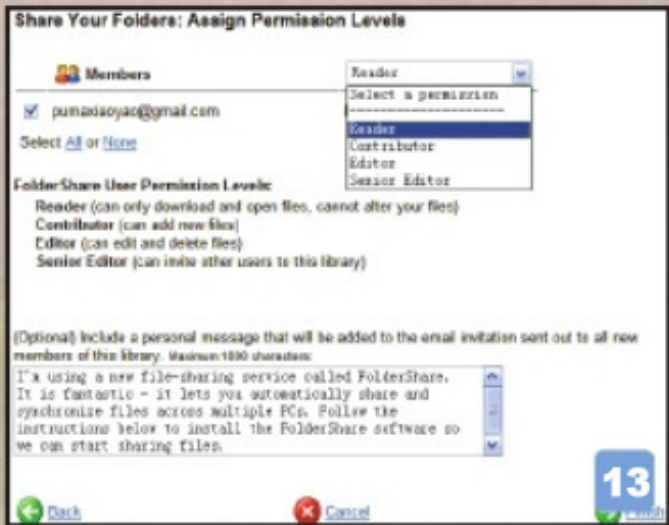 Share Your Folders: Assign Permission Levels
Members
Reader
Select a permission
--------------------
Reader
Contributor
Editor
Senior Editor
pumaxiaoyao@gmail.com
Select All or None
FolderShare User Permission Levels:
Reader (can only download and open files, cannot alter your files)
Contributor (can add new files)
Editor (can edit and delete files)
Senior Editor (can invite other users to this library)
(Optional) Include a personal message that will be added to the email invitation sent out to all new
members of this library. Maximum 1000 characters:
I'm using a new file-sharing service called FolderShare.
It is fantastic - it lets you automatically share and
synchronize files across multiple PCs. Follow the
instructions below to install the FolderShare software so
we can start sharing files.
Back
Cancel
13